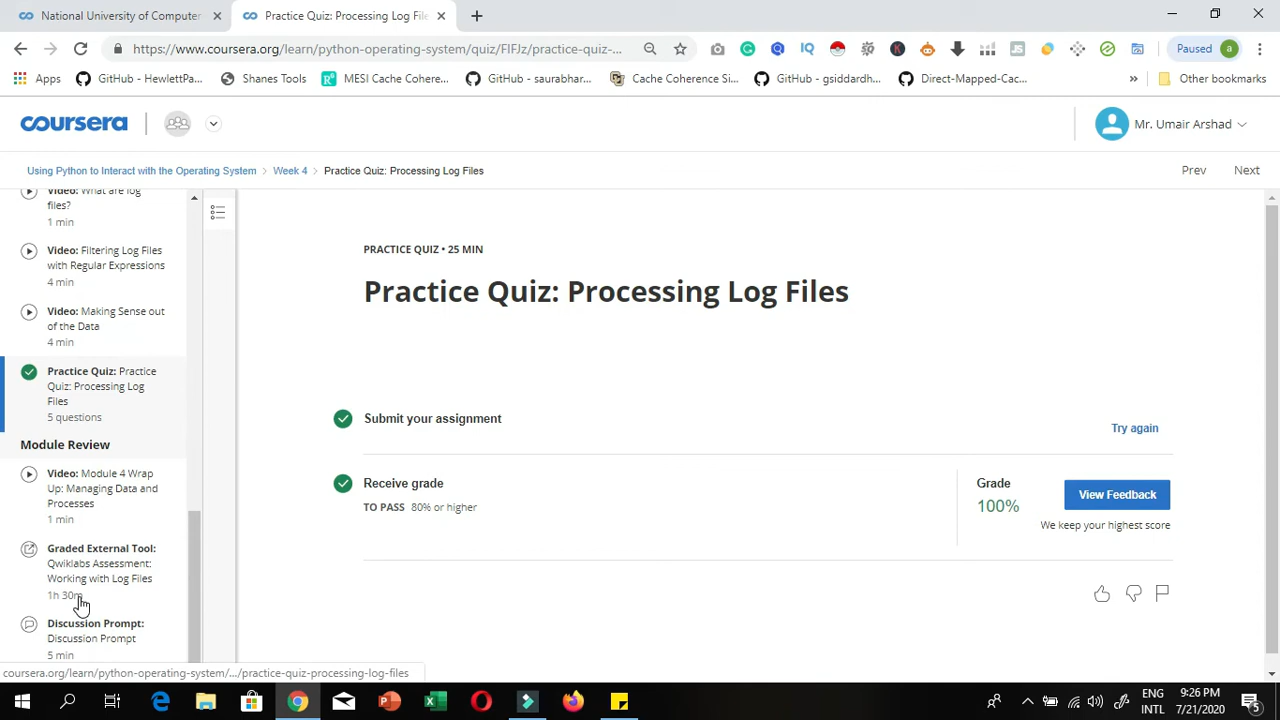 National University of Computer
Practice Quiz: Processing Log Fil
https://www.coursera.org/learn/python-operating-system/quiz/FIFJz/practice-quiz-...
Paused
a
Apps
GitHub - HewlettPa...
Shanes Tools
MESI Cache Cohere...
GitHub - saurabhar...
Cache Coherence Si...
GitHub - gsiddardh...
Direct-Mapped-Cac...
Other bookmarks
coursera
Mr. Umair Arshad
Using Python to Interact with the Operating System
Week 4
Practice Quiz: Processing Log Files
Prev
Next
Video: What are log
files?
1 min
Video: Filtering Log Files
with Regular Expressions
4 min
Video: Making Sense out
of the Data
4 min
Practice Quiz: Practice
Quiz: Processing Log
Files
5 questions
Module Review
Video: Module 4 Wrap
Up: Managing Data and
Processes
1 min
Graded External Tool:
Qwiklabs Assessment:
Working with Log Files
1h 30m
Discussion Prompt:
Discussion Prompt
5 min
PRACTICE QUIZ • 25 MIN
Practice Quiz: Processing Log Files
Submit your assignment
Try again
Receive grade
TO PASS 80% or higher
Grade
100%
View Feedback
We keep your highest score
coursera.org/learn/python-operating-system/.../practice-quiz-processing-log-files
ENG
INTL
9:26 PM
7/21/2020
5